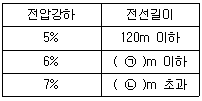 전압강하 전선길이
5% 120m 이하
6% ( ㉠ )m 이하
7% ( ㉡ )m 초과